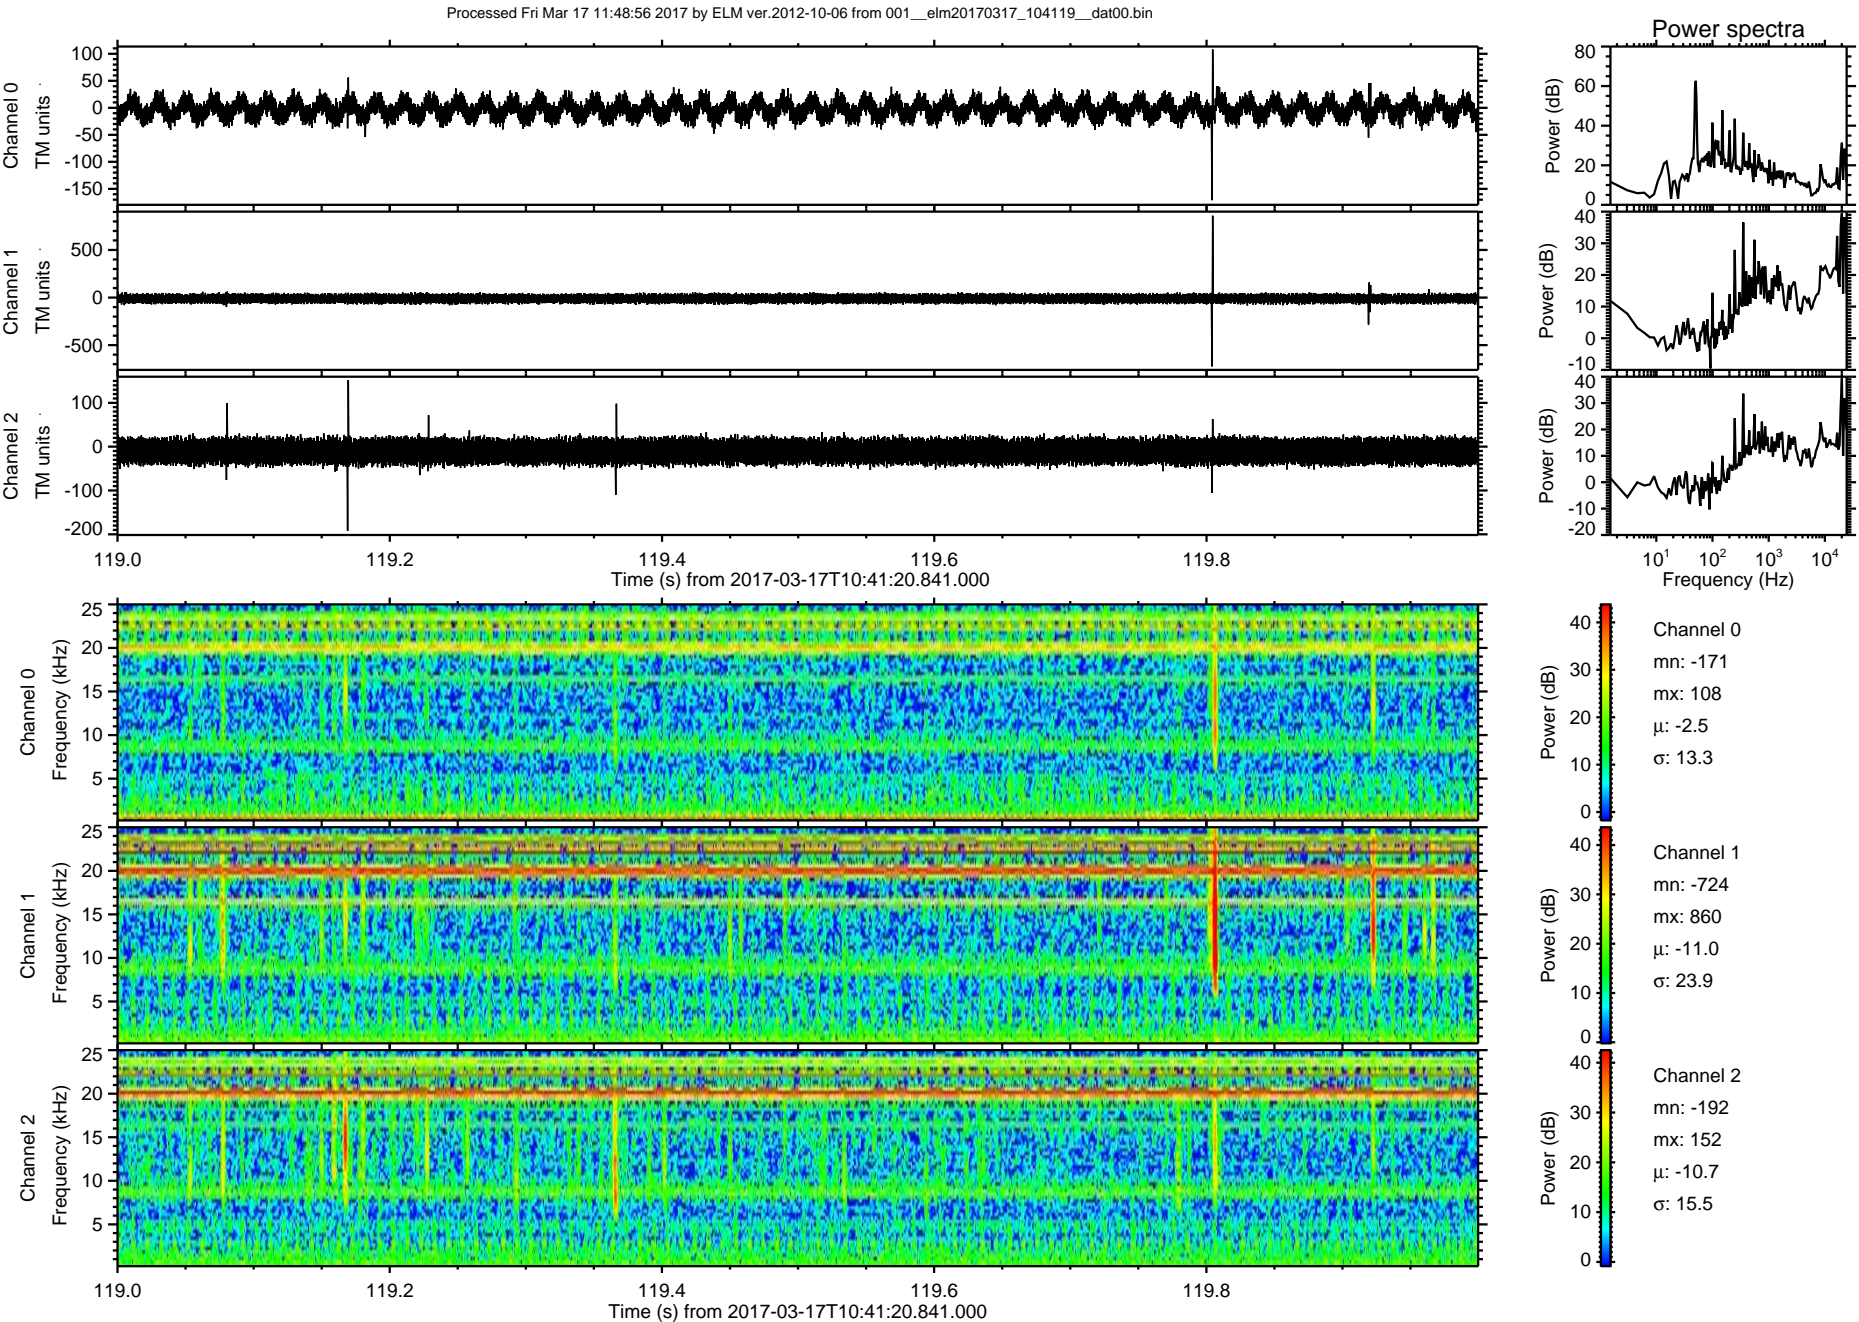 Processed Fri Mar 17 11:48:56 2017 by ELM ver.2012-10-06 from 001__elm20170317_104119__dat00.bin
Power spectra
Channel 0
TM units
100
50
0
-50
-100
-150
Power (dB)
80
60
40
20
0
Channel 1
TM units
500
0
-500
Power (dB)
40
30
20
10
0
-10
Channel 2
TM units
100
0
-100
-200
Power (dB)
40
30
20
10
0
-10
-20
119.0 119.2 119.4 119.6 119.8
Time (s) from 2017-03-17T10:41:20.841.000
10¹ 10² 10³ 10⁴
Frequency (Hz)
Channel 0
Frequency (kHz)
25
20
15
10
5
Power (dB)
40
30
20
10
0
Channel 0
mn: -171
mx: 108
μ: -2.5
σ: 13.3
Channel 1
Frequency (kHz)
25
20
15
10
5
Power (dB)
40
30
20
10
0
Channel 1
mn: -724
mx: 860
μ: -11.0
σ: 23.9
Channel 2
Frequency (kHz)
25
20
15
10
5
Power (dB)
40
30
20
10
0
Channel 2
mn: -192
mx: 152
μ: -10.7
σ: 15.5
119.0 119.2 119.4 119.6 119.8
Time (s) from 2017-03-17T10:41:20.841.000